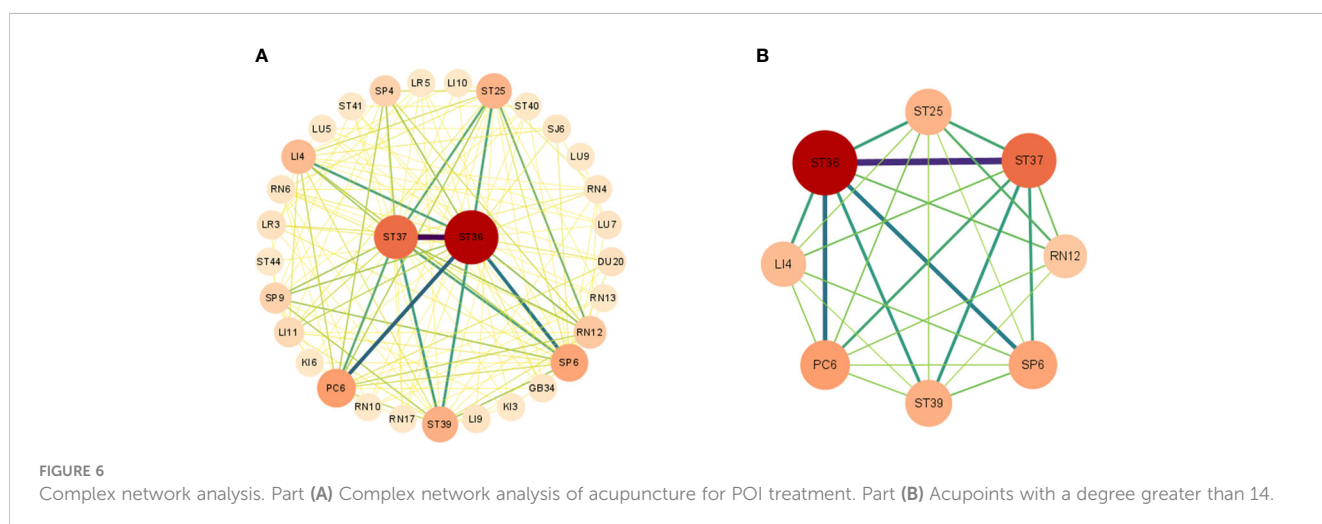 A
B
LR5
LI10
SP4
ST25
ST41
ST40
LU5
SJ6
LI4
LU9
RN6
RN4
LR3
LU7
ST37
ST36
ST44
DU20
SP9
RN13
LI11
RN12
KI6
SP6
PC6
GB34
RN10
KI3
RN17
LI9
ST39
ST25
ST36
ST37
LI4
RN12
PC6
SP6
ST39
FIGURE 6
Complex network analysis. Part (A) Complex network analysis of acupuncture for POI treatment. Part (B) Acupoints with a degree greater than 14.